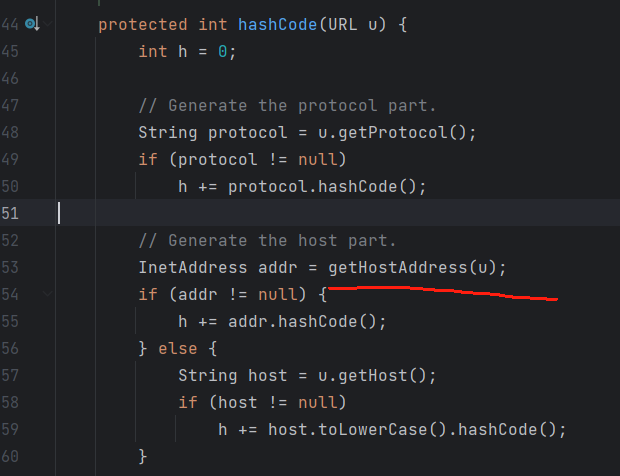 44 protected int hashCode(URL u) {
45 int h = 0;
46
47 // Generate the protocol part.
48 String protocol = u.getProtocol();
49 if (protocol != null)
50 h += protocol.hashCode();
51
52 // Generate the host part.
53 InetAddress addr = getHostAddress(u);
54 if (addr != null) {
55 h += addr.hashCode();
56 } else {
57 String host = u.getHost();
58 if (host != null)
59 h += host.toLowerCase().hashCode();
60 }